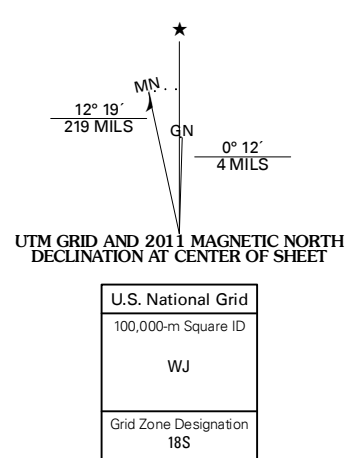 ★
MN
12° 19´
219 MILS
GN
0° 12´
4 MILS
UTM GRID AND 2011 MAGNETIC NORTH
DECLINATION AT CENTER OF SHEET
U.S. National Grid
100,000-m Square ID
WJ
Grid Zone Designation
18S